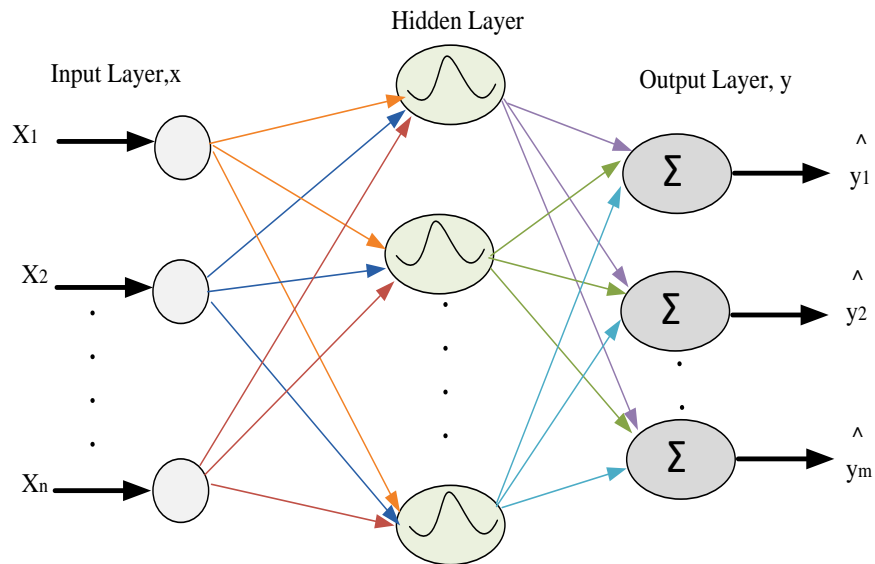 Hidden Layer
Input Layer,x
Output Layer, y
X1
X2
Xn
Σ
Σ
Σ
^
y1
^
y2
^
ym